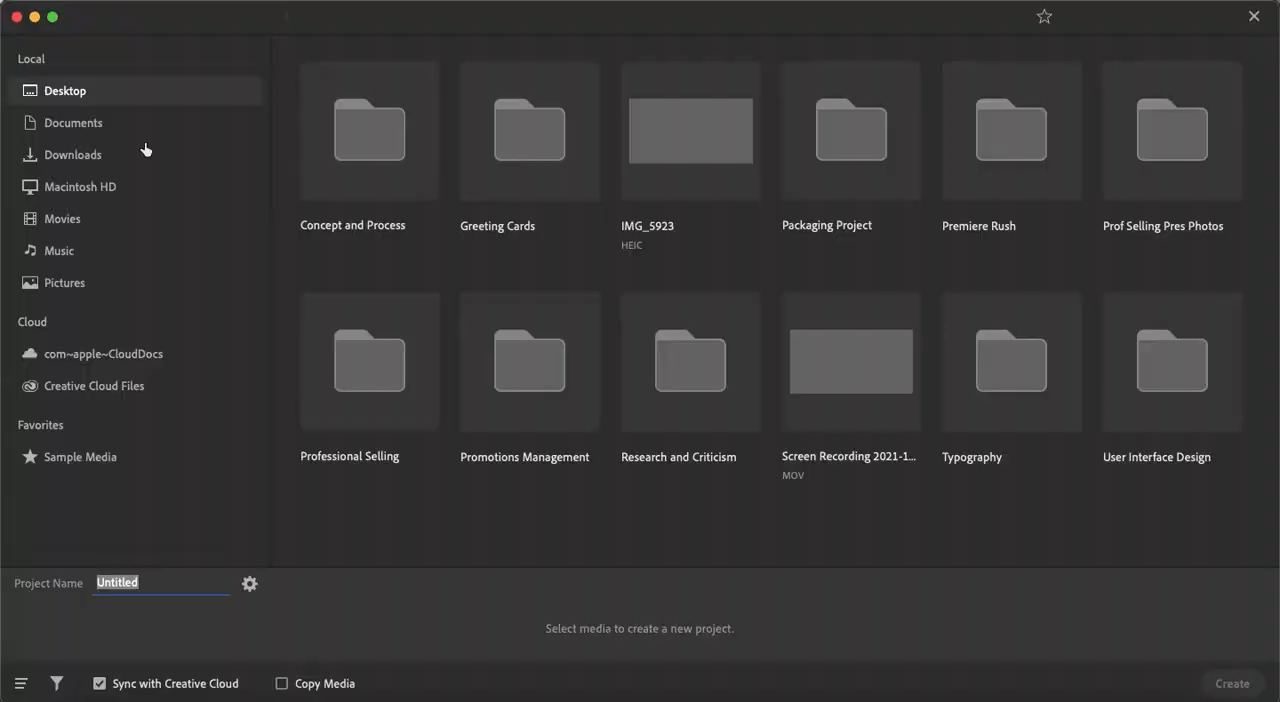 Local
Desktop
Documents
Downloads
Macintosh HD
Movies
Music
Pictures
Cloud
com~apple~CloudDocs
Creative Cloud Files
Favorites
Sample Media
Concept and Process
Greeting Cards
IMG_5923
HEIC
Packaging Project
Premiere Rush
Prof Selling Pres Photos
Professional Selling
Promotions Management
Research and Criticism
Screen Recording 2021-1...
MOV
Typography
User Interface Design
Project Name Untitled
Select media to create a new project.
Sync with Creative Cloud
Copy Media
Create